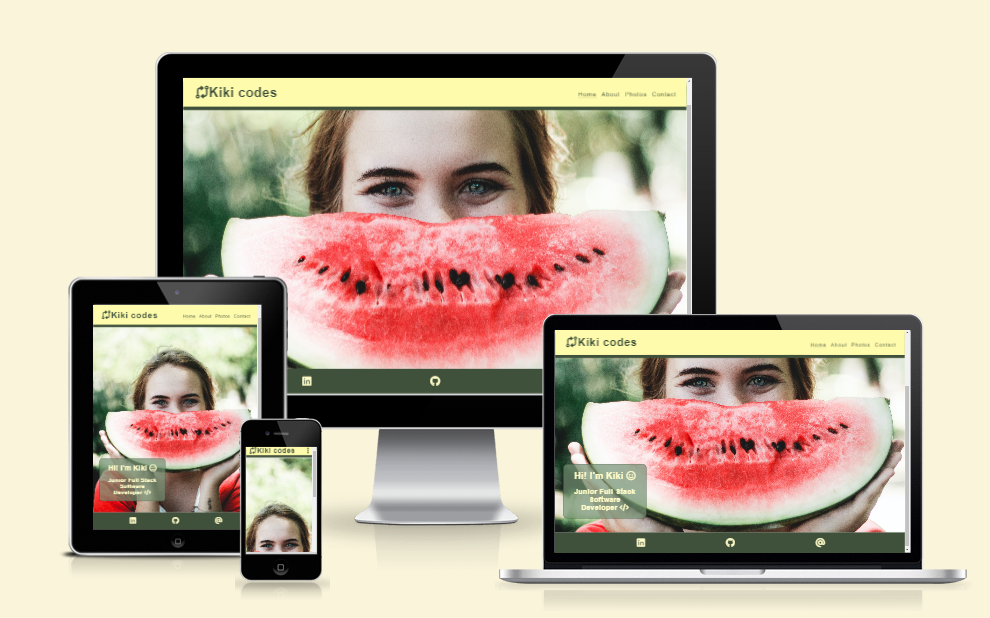 Kiki codes
Home About Photos Contact
Kiki codes
Home About Photos Contact
Hi! I'm Kiki
Junior Full Stack
Software
Developer </>
Kiki codes
Kiki codes
Home About Photos Contact
Hi! I'm Kiki
Junior Full Stack
Software
Developer </>